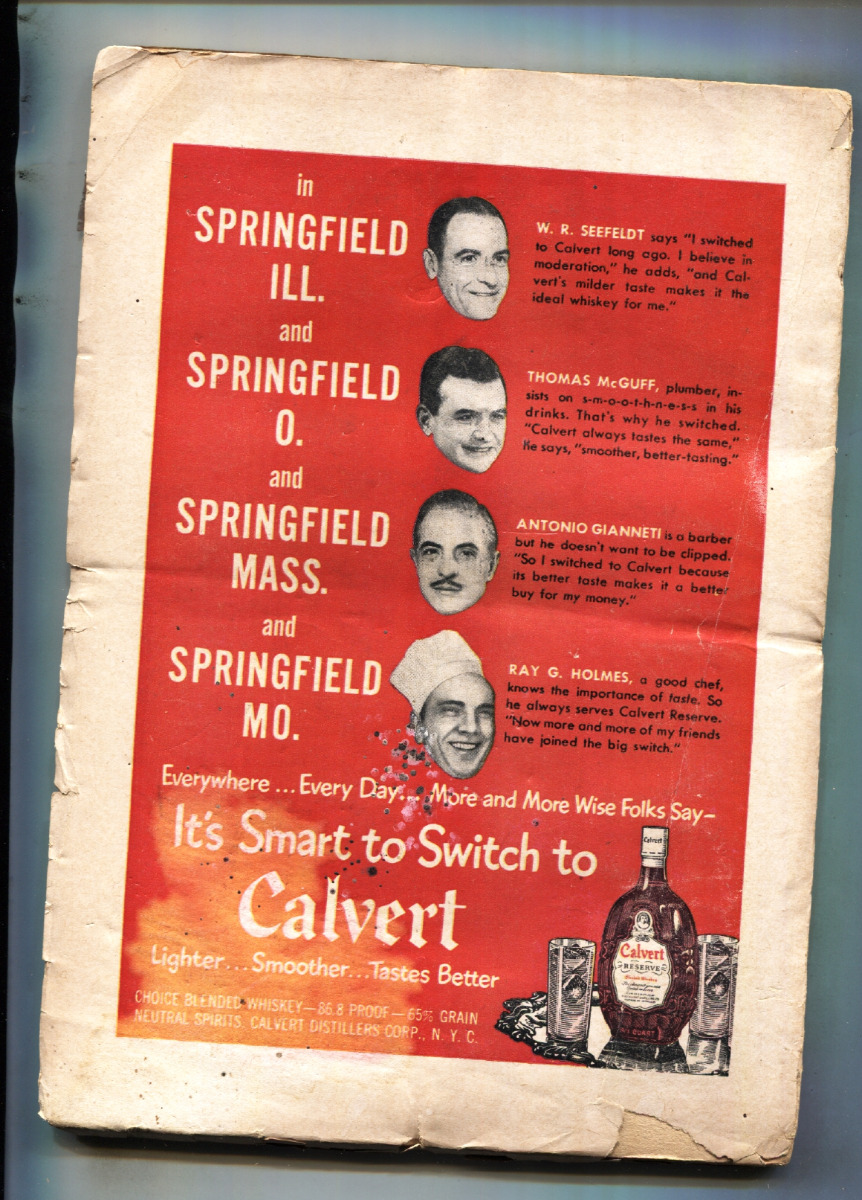 in
SPRINGFIELD
ILL.
W. R. SEEFELDT says "I switched
to Calvert long ago. I believe in
moderation," he adds, "and Cal-
vert's milder taste makes it the
ideal whiskey for me."
and
SPRINGFIELD
O.
THOMAS McGUFF, plumber, in-
sists on s-m-o-o-t-h-n-e-s-s in his
drinks. That's why he switched.
"Calvert always tastes the same,"
he says, "smoother, better-tasting."
and
SPRINGFIELD
MASS.
ANTONIO GIANNETI is a barber
but he doesn't want to be clipped.
"So I switched to Calvert because
its better taste makes it a better
buy for my money."
and
SPRINGFIELD
MO.
RAY G. HOLMES, a good chef,
knows the importance of taste. So
he always serves Calvert Reserve.
"Now more and more of my friends
have joined the big switch."
Everywhere ... Every Day... More and More Wise Folks Say—
It's Smart to Switch to
Calvert
Lighter...Smoother...Tastes Better
CHOICE BLENDED WHISKEY—86.8 PROOF—65% GRAIN
NEUTRAL SPIRITS. CALVERT DISTILLERS CORP., N. Y. C.
Calvert
Calvert
RESERVE